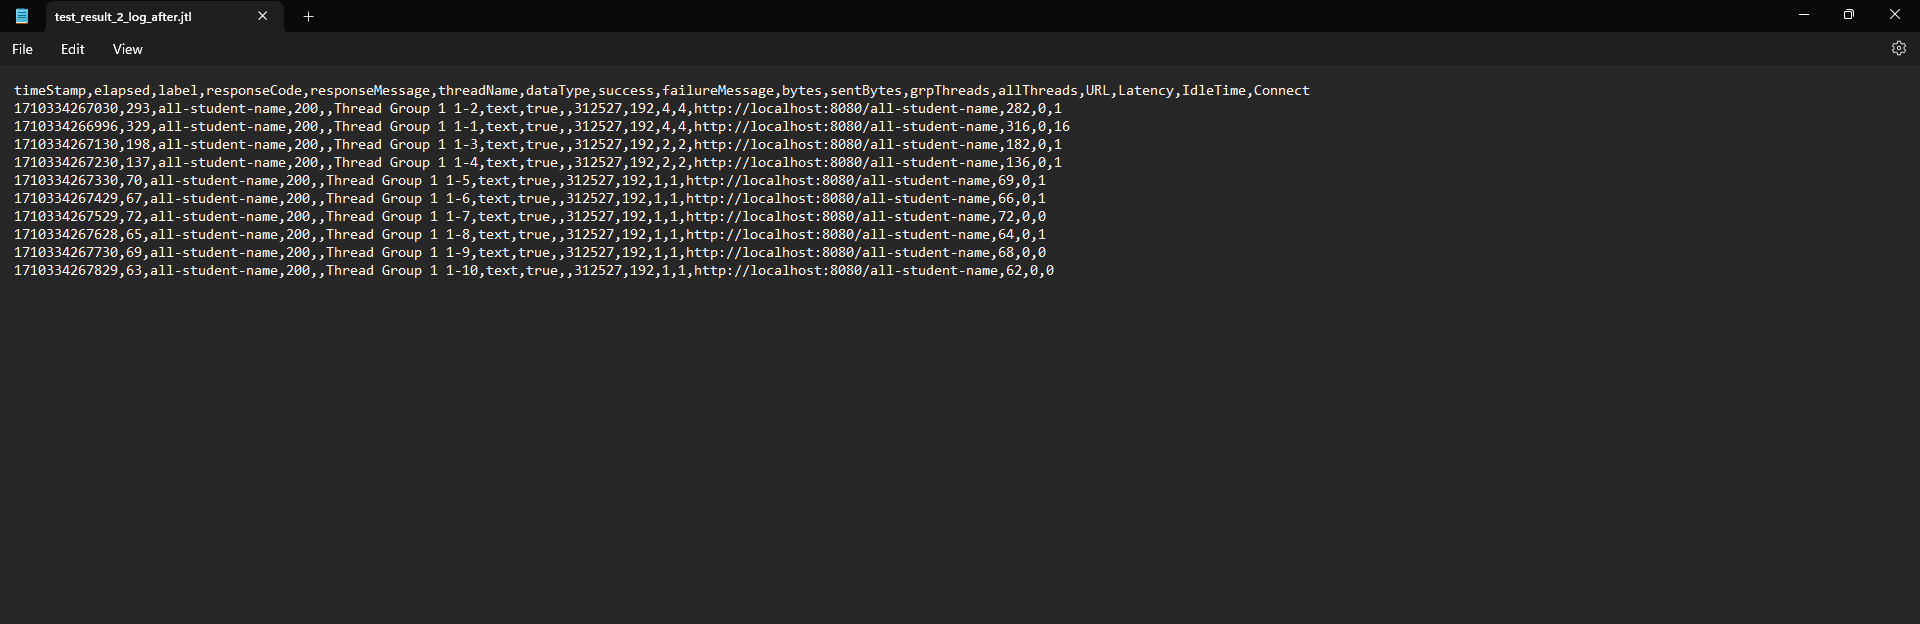 test_result_2_log_after.jtl
File Edit View
timeStamp,elapsed,label,responseCode,responseMessage,threadName,dataType,success,failureMessage,bytes,sentBytes,grpThreads,allThreads,URL,Latency,IdleTime,Connect
1710334267030,293,all-student-name,200,,Thread Group 1 1-2,text,true,,312527,192,4,4,http://localhost:8080/all-student-name,282,0,1
1710334266996,329,all-student-name,200,,Thread Group 1 1-1,text,true,,312527,192,4,4,http://localhost:8080/all-student-name,316,0,16
1710334267130,198,all-student-name,200,,Thread Group 1 1-3,text,true,,312527,192,2,2,http://localhost:8080/all-student-name,182,0,1
1710334267230,137,all-student-name,200,,Thread Group 1 1-4,text,true,,312527,192,2,2,http://localhost:8080/all-student-name,136,0,1
1710334267330,70,all-student-name,200,,Thread Group 1 1-5,text,true,,312527,192,1,1,http://localhost:8080/all-student-name,69,0,1
1710334267429,67,all-student-name,200,,Thread Group 1 1-6,text,true,,312527,192,1,1,http://localhost:8080/all-student-name,66,0,1
1710334267529,72,all-student-name,200,,Thread Group 1 1-7,text,true,,312527,192,1,1,http://localhost:8080/all-student-name,72,0,0
1710334267628,65,all-student-name,200,,Thread Group 1 1-8,text,true,,312527,192,1,1,http://localhost:8080/all-student-name,64,0,1
1710334267730,69,all-student-name,200,,Thread Group 1 1-9,text,true,,312527,192,1,1,http://localhost:8080/all-student-name,68,0,0
1710334267829,63,all-student-name,200,,Thread Group 1 1-10,text,true,,312527,192,1,1,http://localhost:8080/all-student-name,62,0,0